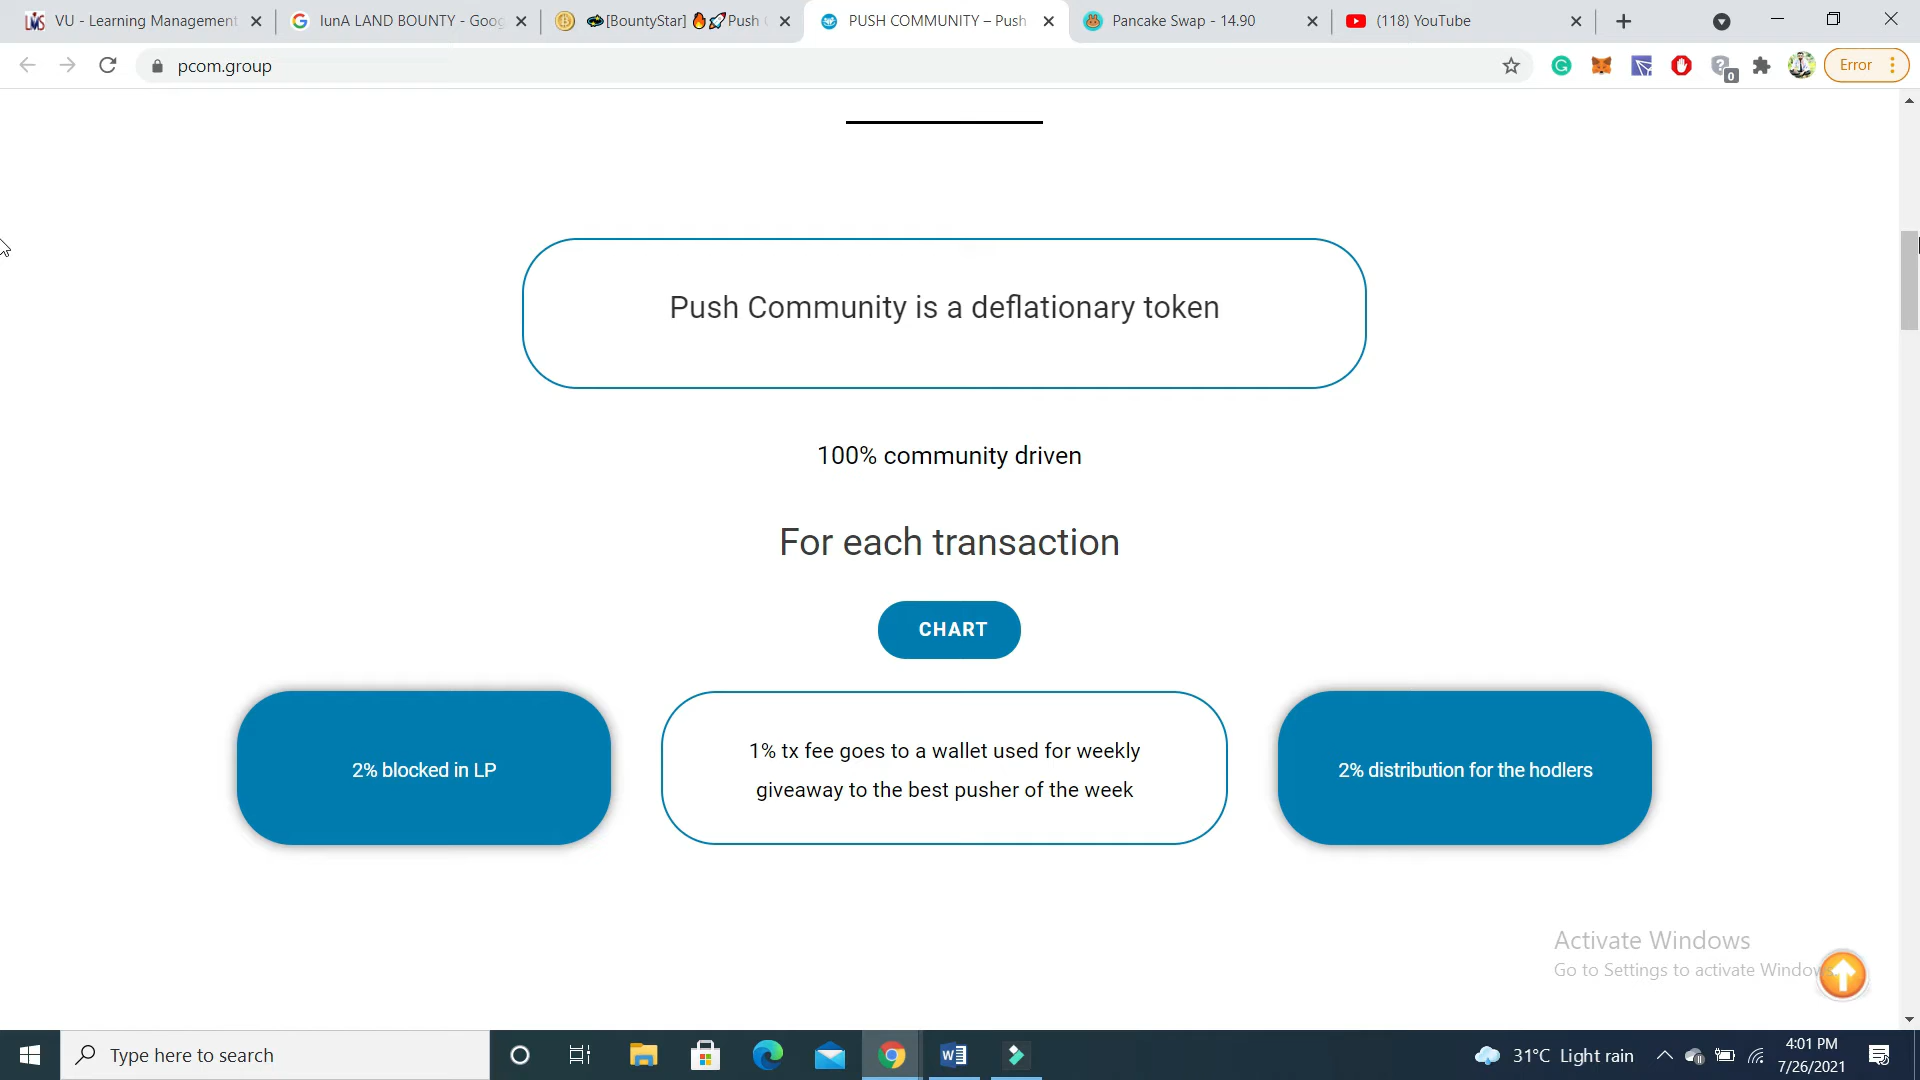 VU - Learning Management
IunA LAND BOUNTY - Goog
[BountyStar] 🔥🚀Push
PUSH COMMUNITY – Push
Pancake Swap - 14.90
(118) YouTube
pcom.group
0
Error
Push Community is a deflationary token
100% community driven
For each transaction
CHART
2% blocked in LP
1% tx fee goes to a wallet used for weekly
giveaway to the best pusher of the week
2% distribution for the hodlers
Activate Windows
Go to Settings to activate Windows
Type here to search
31°C Light rain
4:01 PM
7/26/2021